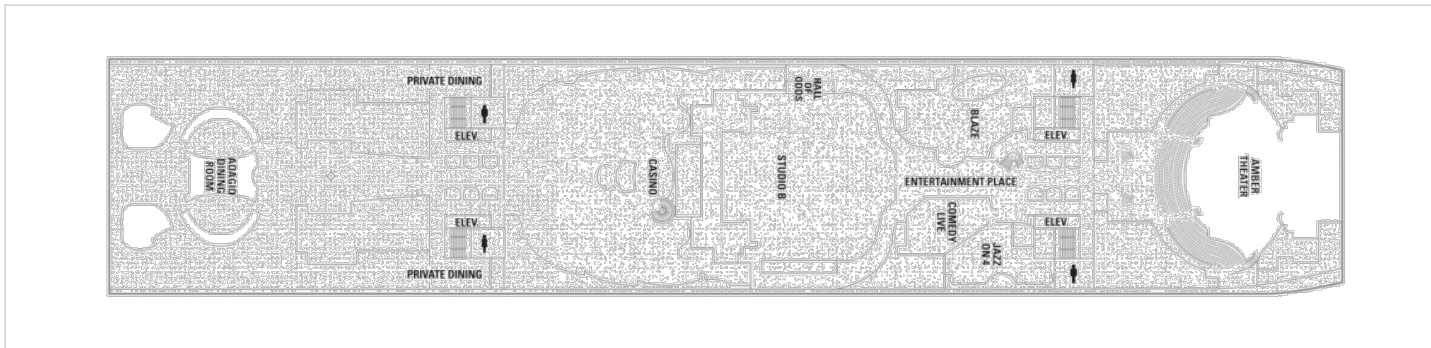 PRIVATE DINING
ELEV.
ADAGIO
DINING
ROOM
ELEV.
PRIVATE DINING
CASINO
STUDIO B
HALL
OF
ODDS
BLAZE
ENTERTAINMENT PLACE
COMEDY
LIVE
JAZZ
ON 4
ELEV.
ELEV.
AMBER
THEATER